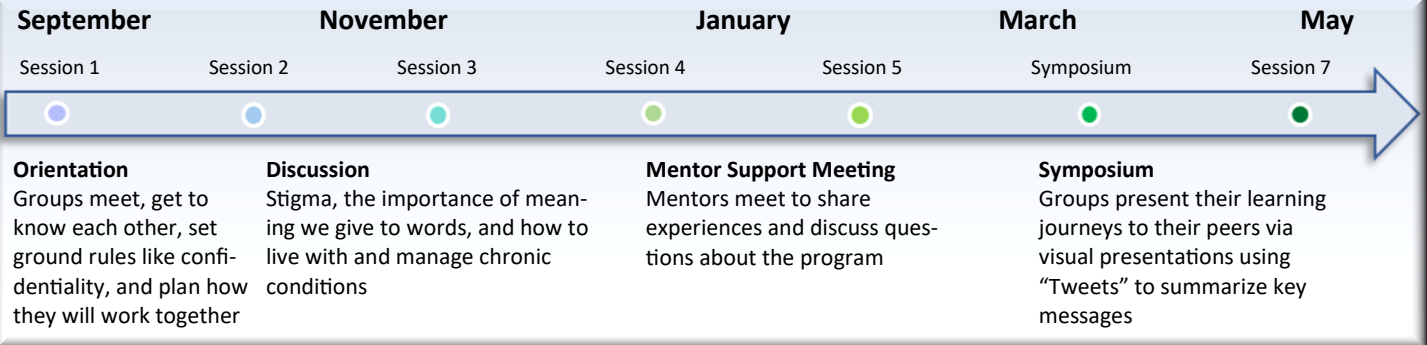 September November January March May
Session 1 Session 2 Session 3 Session 4 Session 5 Symposium Session 7
Orientation
Groups meet, get to
know each other, set
ground rules like confi-
dentiality, and plan how
they will work together
Discussion
Stigma, the importance of mean-
ing we give to words, and how to
live with and manage chronic
conditions
Mentor Support Meeting
Mentors meet to share
experiences and discuss ques-
tions about the program
Symposium
Groups present their learning
journeys to their peers via
visual presentations using
“Tweets” to summarize key
messages